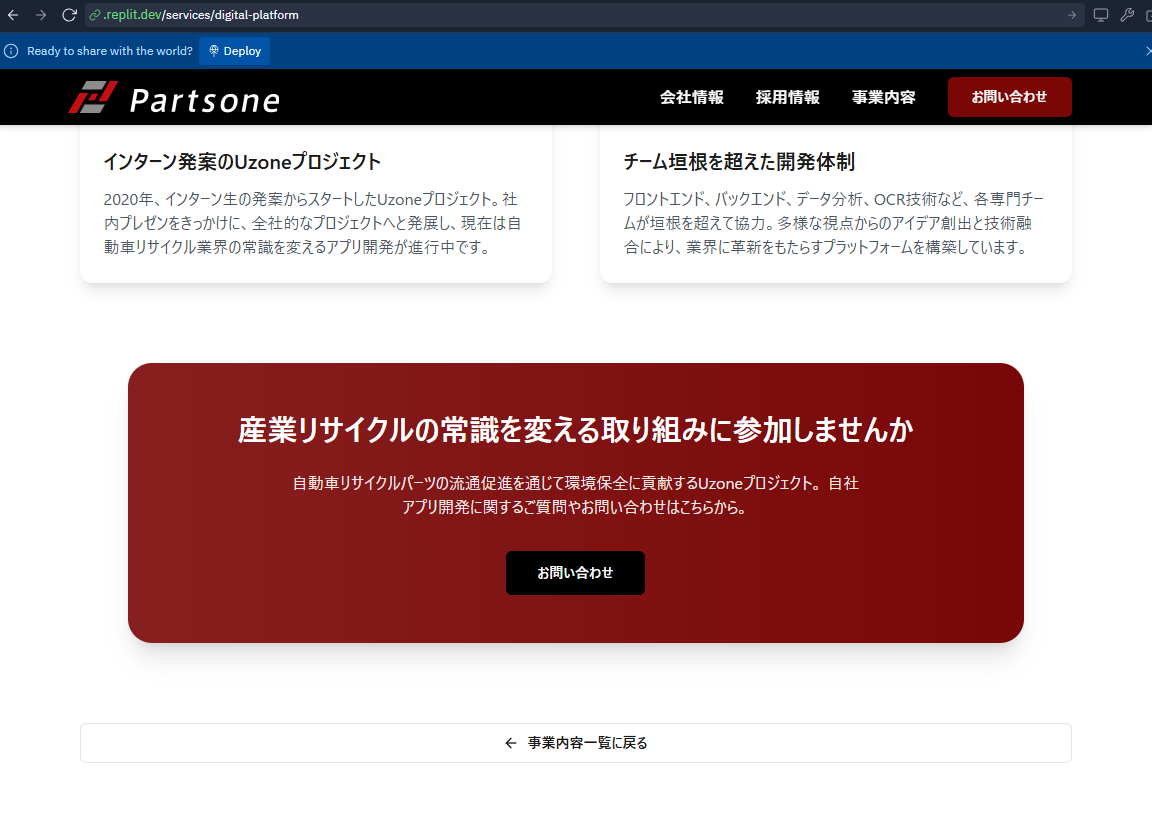 .replit.dev/services/digital-platform
Ready to share with the world? Deploy
Partsone 会社情報 採用情報 事業内容 お問い合わせ
インターン発案のUzoneプロジェクト
2020年、インターン生の発案からスタートしたUzoneプロジェクト。社
内プレゼンをきっかけに、全社的なプロジェクトへと発展し、現在は自
動車リサイクル業界の常識を変えるアプリ開発が進行中です。
チーム垣根を超えた開発体制
フロントエンド、バックエンド、データ分析、OCR技術など、各専門チー
ムが垣根を超えて協力。多様な視点からのアイデア創出と技術融
合により、業界に革新をもたらすプラットフォームを構築しています。
産業リサイクルの常識を変える取り組みに参加しませんか
自動車リサイクルパーツの流通促進を通じて環境保全に貢献するUzoneプロジェクト。自社
アプリ開発に関するご質問やお問い合わせはこちらから。
お問い合わせ
← 事業内容一覧に戻る